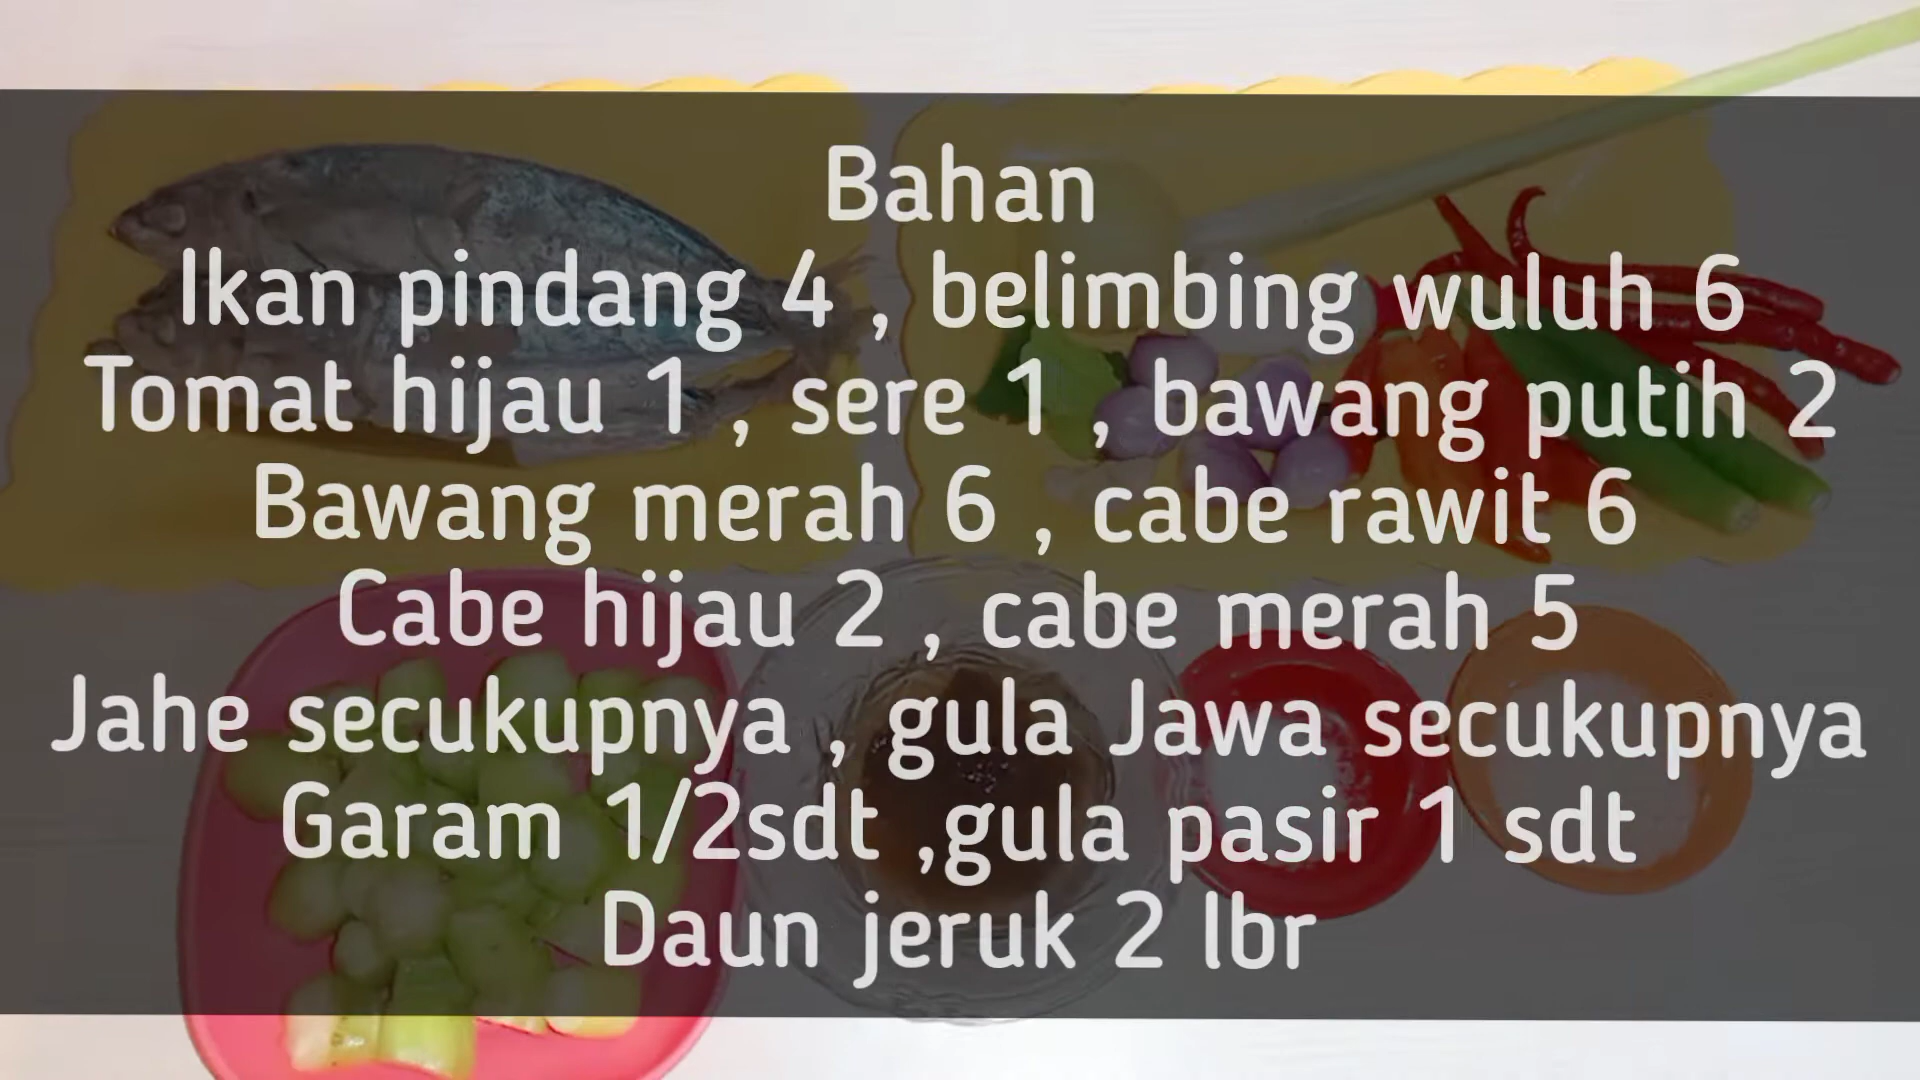 Bahan
Ikan pindang 4 , belimbing wuluh 6
Tomat hijau 1 , sere 1 , bawang putih 2
Bawang merah 6 , cabe rawit 6
Cabe hijau 2 , cabe merah 5
Jahe secukupnya , gula Jawa secukupnya
Garam 1/2sdt ,gula pasir 1 sdt
Daun jeruk 2 lbr